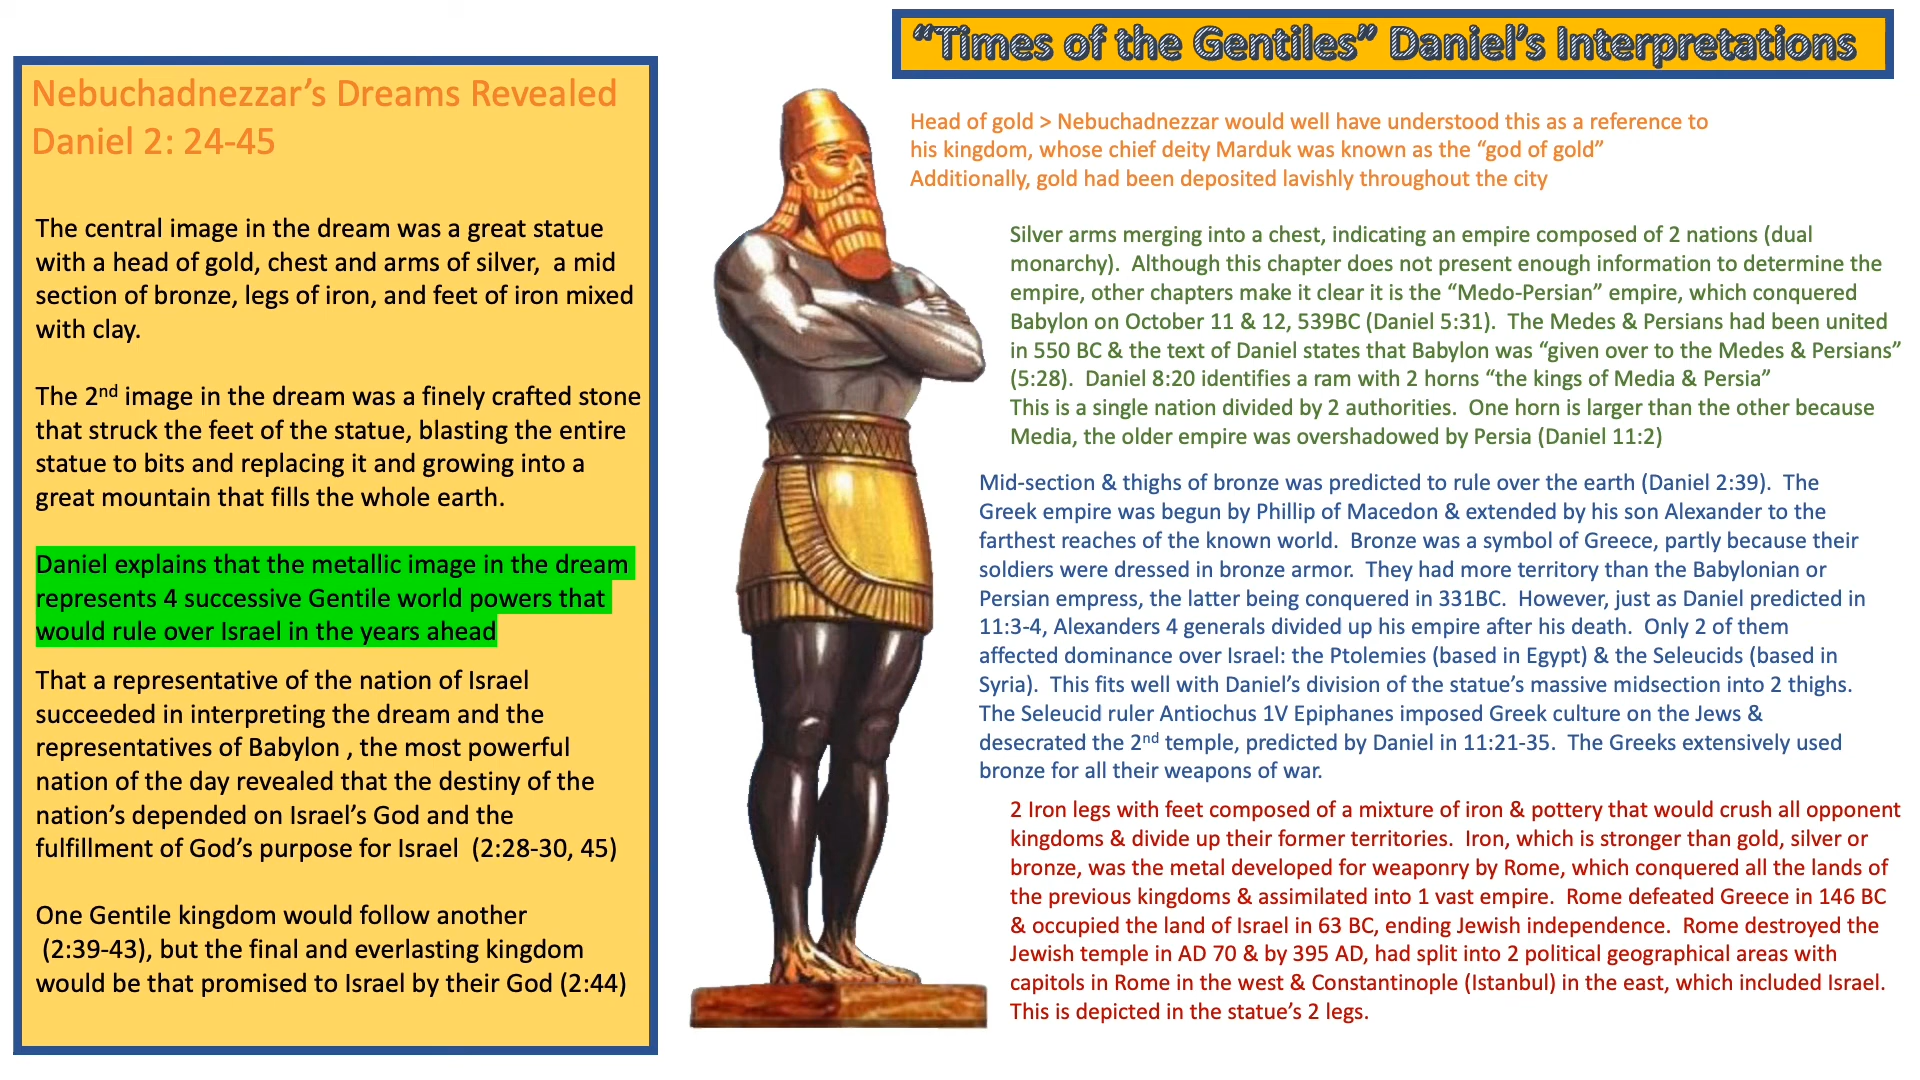 “Times of the Gentiles” Daniel’s Interpretations
Nebuchadnezzar’s Dreams Revealed
Daniel 2: 24-45
The central image in the dream was a great statue
with a head of gold, chest and arms of silver,  a mid
section of bronze, legs of iron, and feet of iron mixed
with clay.
The 2nd image in the dream was a finely crafted stone
that struck the feet of the statue, blasting the entire
statue to bits and replacing it and growing into a
great mountain that fills the whole earth.
Daniel explains that the metallic image in the dream
represents 4 successive Gentile world powers that
would rule over Israel in the years ahead
That a representative of the nation of Israel
succeeded in interpreting the dream and the
representatives of Babylon , the most powerful
nation of the day revealed that the destiny of the
nation’s depended on Israel’s God and the
fulfillment of God’s purpose for Israel  (2:28-30, 45)
One Gentile kingdom would follow another
(2:39-43), but the final and everlasting kingdom
would be that promised to Israel by their God (2:44)
Head of gold > Nebuchadnezzar would well have understood this as a reference to
his kingdom, whose chief deity Marduk was known as the “god of gold”
Additionally, gold had been deposited lavishly throughout the city
Silver arms merging into a chest, indicating an empire composed of 2 nations (dual
monarchy).  Although this chapter does not present enough information to determine the
empire, other chapters make it clear it is the “Medo-Persian” empire, which conquered
Babylon on October 11 & 12, 539BC (Daniel 5:31).  The Medes & Persians had been united
in 550 BC & the text of Daniel states that Babylon was “given over to the Medes & Persians”
(5:28).  Daniel 8:20 identifies a ram with 2 horns “the kings of Media & Persia”
This is a single nation divided by 2 authorities.  One horn is larger than the other because
Media, the older empire was overshadowed by Persia (Daniel 11:2)
Mid-section & thighs of bronze was predicted to rule over the earth (Daniel 2:39).  The
Greek empire was begun by Phillip of Macedon & extended by his son Alexander to the
farthest reaches of the known world.  Bronze was a symbol of Greece, partly because their
soldiers were dressed in bronze armor.  They had more territory than the Babylonian or
Persian empress, the latter being conquered in 331BC.  However, just as Daniel predicted in
11:3-4, Alexanders 4 generals divided up his empire after his death.  Only 2 of them
affected dominance over Israel: the Ptolemies (based in Egypt) & the Seleucids (based in
Syria).  This fits well with Daniel’s division of the statue’s massive midsection into 2 thighs.
The Seleucid ruler Antiochus 1V Epiphanes imposed Greek culture on the Jews &
desecrated the 2nd temple, predicted by Daniel in 11:21-35.  The Greeks extensively used
bronze for all their weapons of war.
2 Iron legs with feet composed of a mixture of iron & pottery that would crush all opponent
kingdoms & divide up their former territories.  Iron, which is stronger than gold, silver or
bronze, was the metal developed for weaponry by Rome, which conquered all the lands of
the previous kingdoms & assimilated into 1 vast empire.  Rome defeated Greece in 146 BC
& occupied the land of Israel in 63 BC, ending Jewish independence.  Rome destroyed the
Jewish temple in AD 70 & by 395 AD, had split into 2 political geographical areas with
capitols in Rome in the west & Constantinople (Istanbul) in the east, which included Israel.
This is depicted in the statue’s 2 legs.